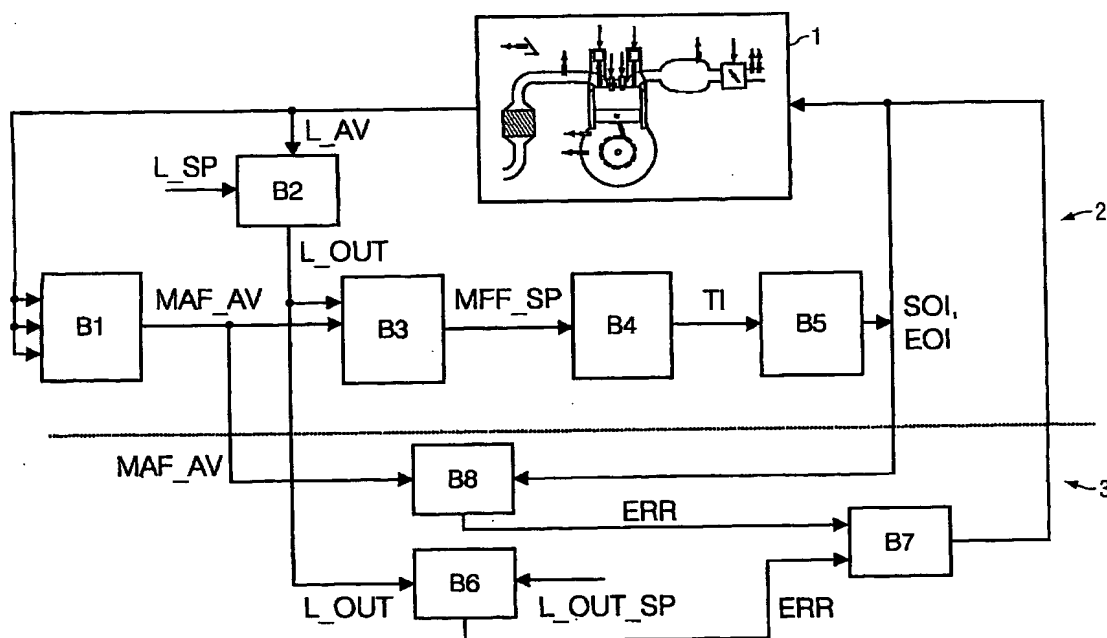 1
L_AV
L_SP
B2
2
L_OUT
MAF_AV
MFF_SP
TI
SOI,
EOI
B1
B3
B4
B5
MAF_AV
B8
3
ERR
B7
B6
L_OUT
L_OUT_SP
ERR